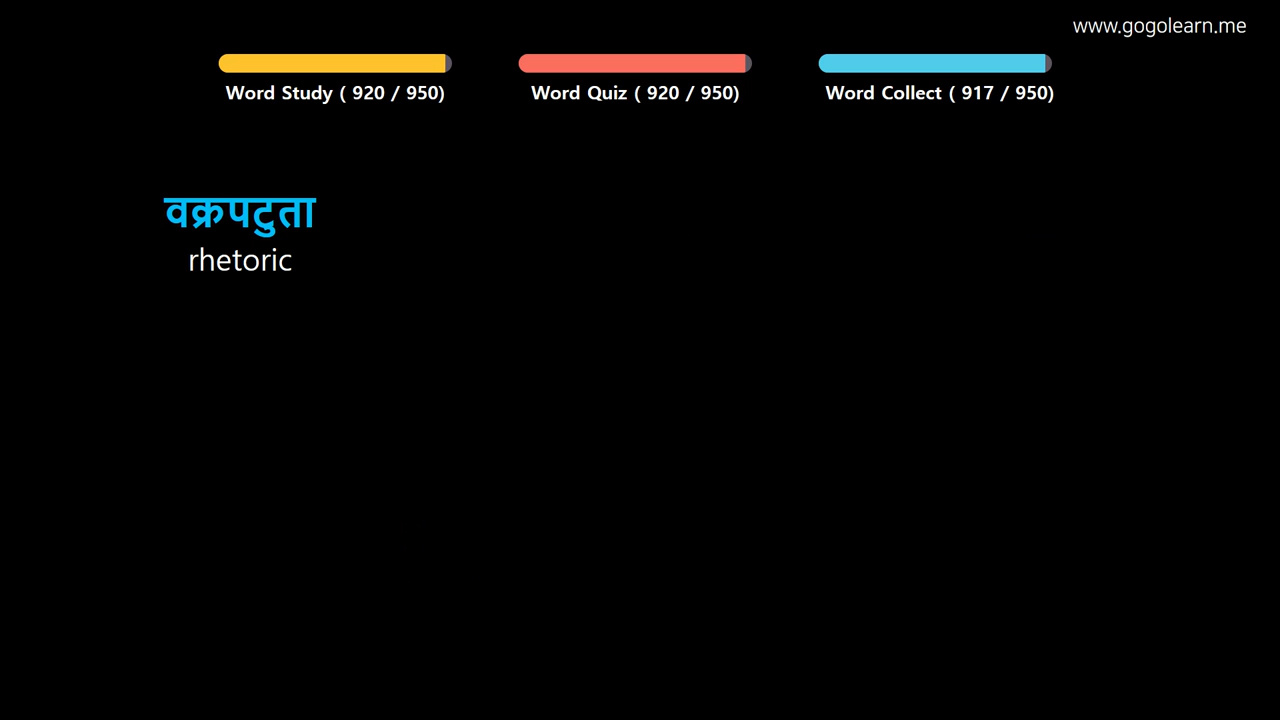 www.gogolearn.me
Word Study ( 920 / 950)
Word Quiz ( 920 / 950)
Word Collect ( 917 / 950)
वक्रपटुता
rhetoric